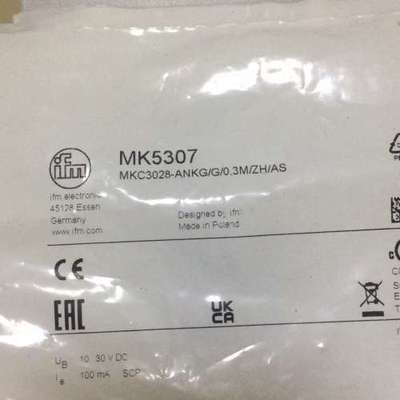 ifm
MK5307
MKC3028-ANKG/G/0.3M/ZH/AS
ifm electronic
45128 Essen
Germany
www.ifm.com
Designed by ifm
Made in Poland
CE
EAC
UK
CA
UB 10 30 V DC
Ie 100 mA SCP